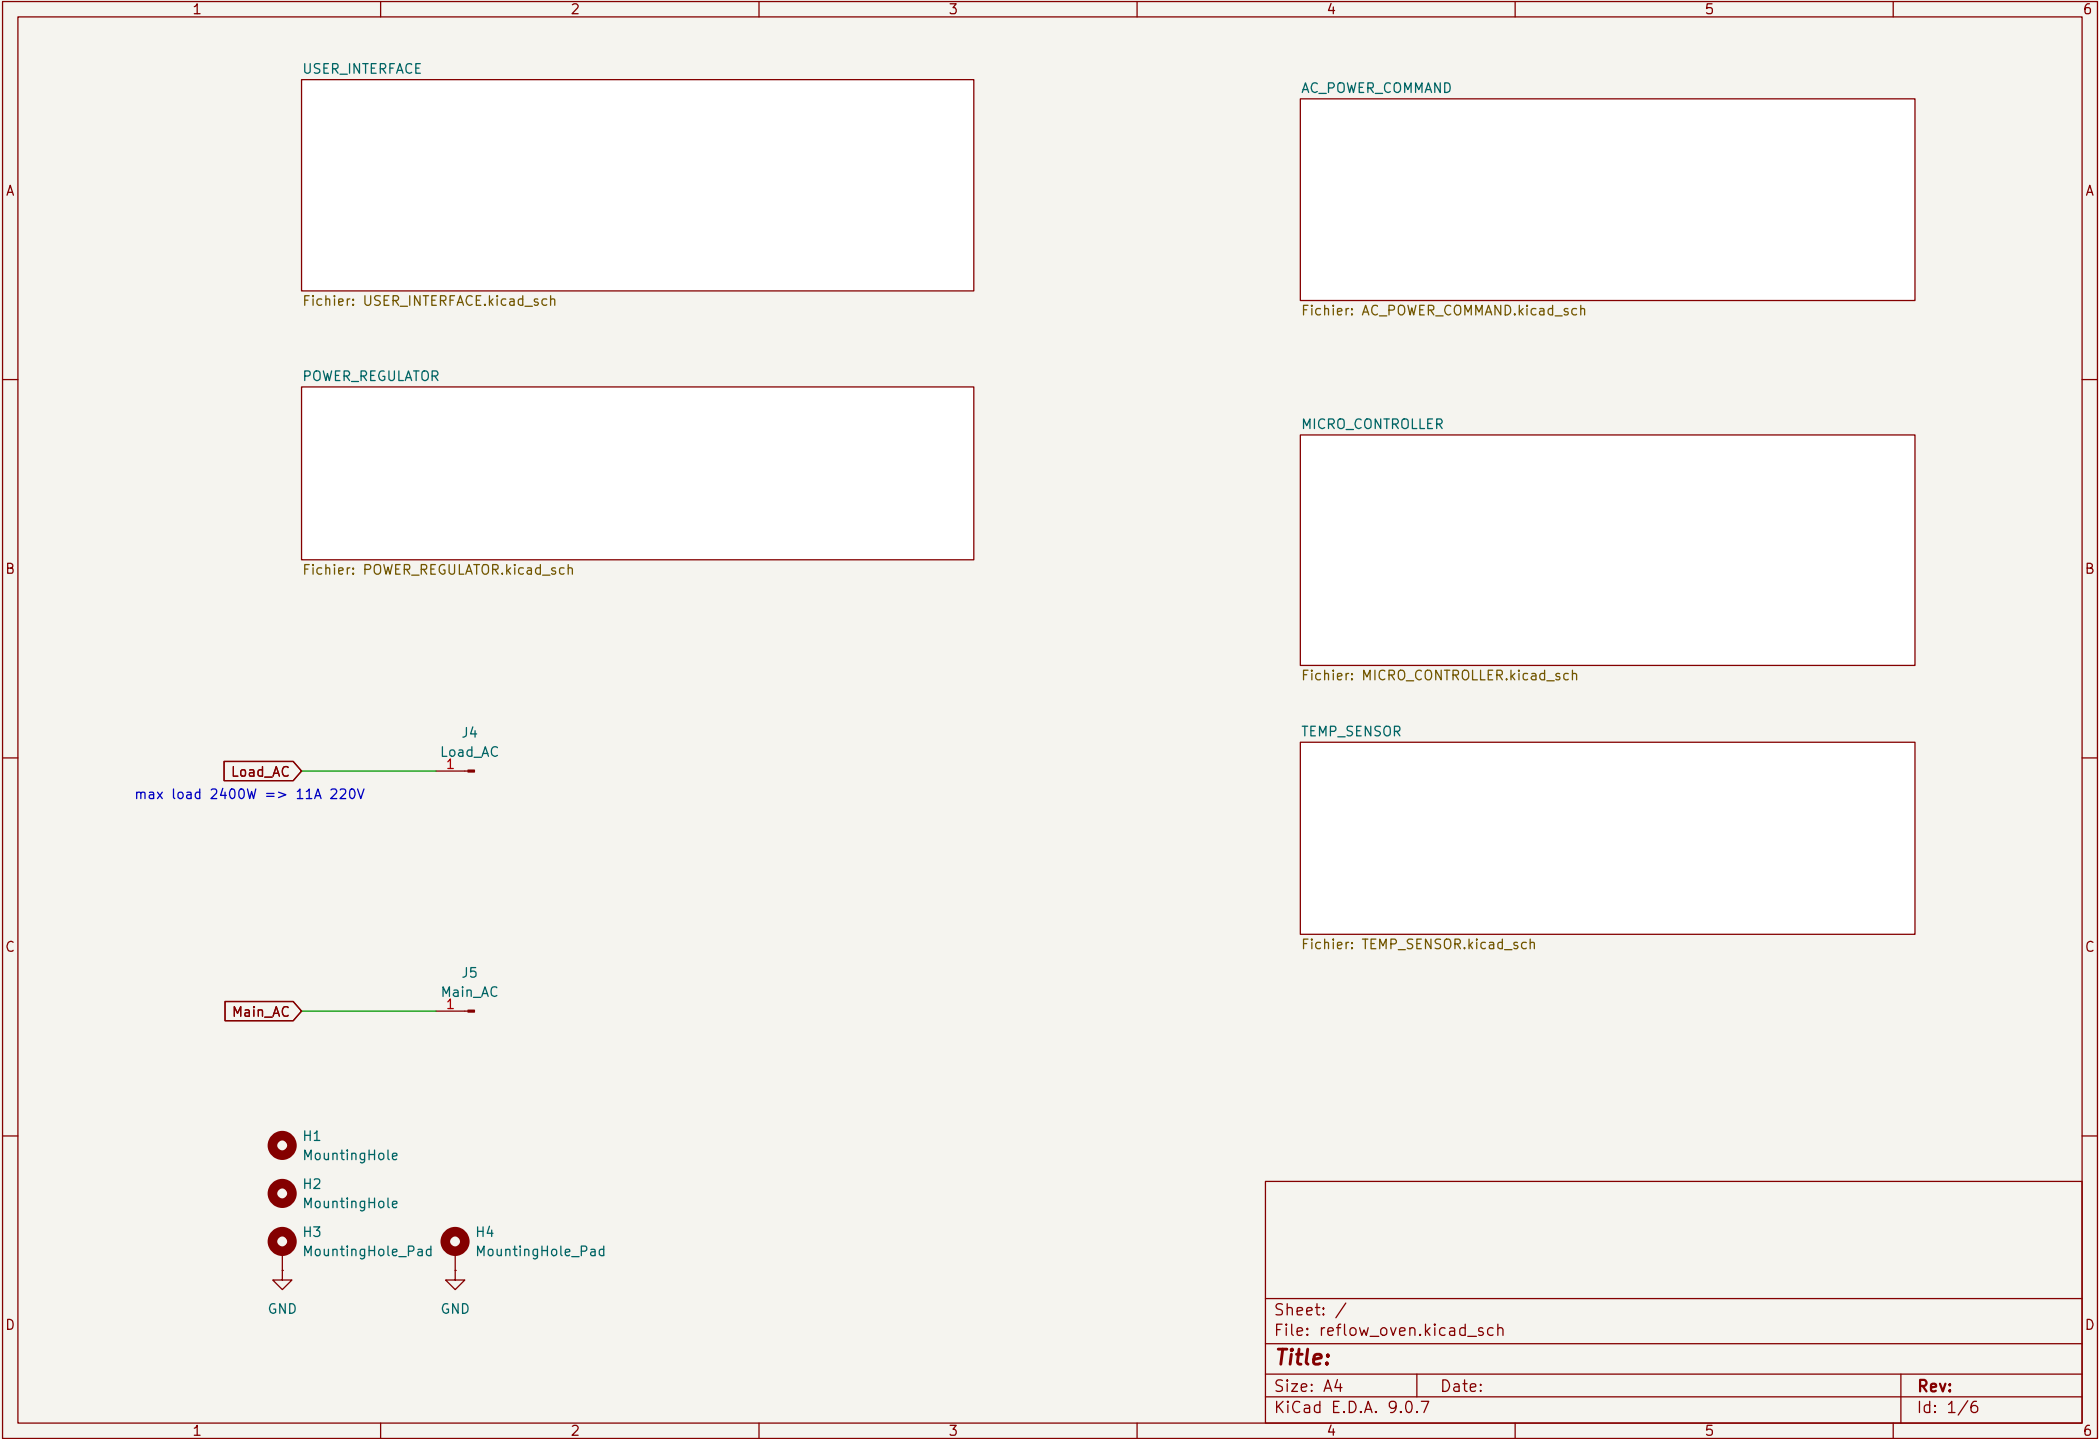 1 2 3 4 5 6
USER_INTERFACE
Fichier: USER_INTERFACE.kicad_sch
AC_POWER_COMMAND
Fichier: AC_POWER_COMMAND.kicad_sch
A A
POWER_REGULATOR
Fichier: POWER_REGULATOR.kicad_sch
MICRO_CONTROLLER
Fichier: MICRO_CONTROLLER.kicad_sch
B B
J4
Load_AC
1
Load_AC
max load 2400W => 11A 220V
TEMP_SENSOR
Fichier: TEMP_SENSOR.kicad_sch
C C
J5
Main_AC
1
Main_AC
H1
MountingHole
H2
MountingHole
H3
MountingHole_Pad
GND
H4
MountingHole_Pad
GND
D D
Sheet: /
File: reflow_oven.kicad_sch
Title:
Size: A4 Date: Rev:
KiCad E.D.A. 9.0.7 Id: 1/6
1 2 3 4 5 6